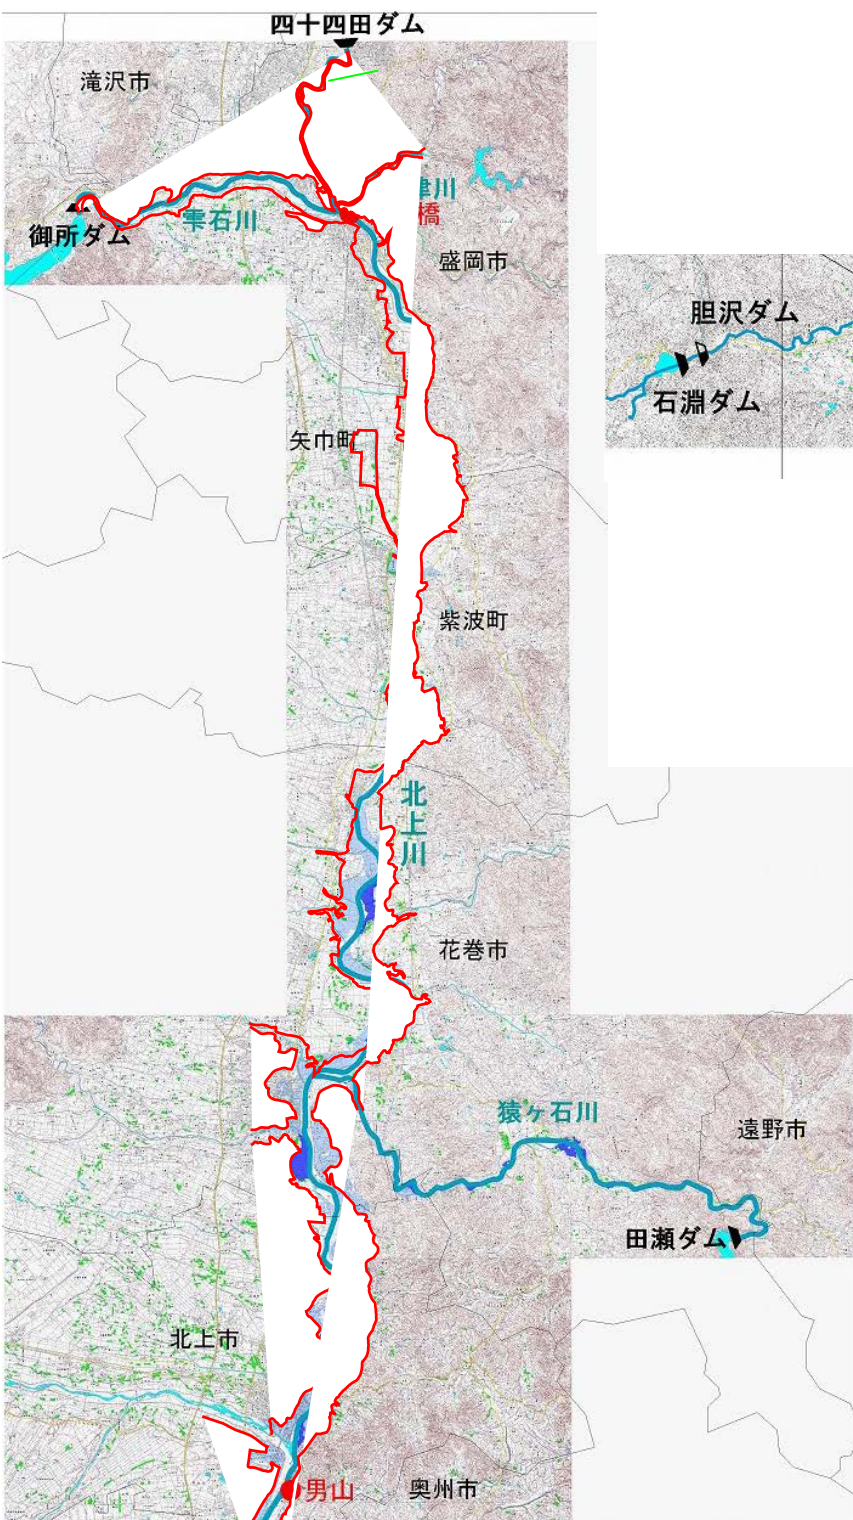 四十四田ダム
滝沢市
津川
橋
雫石川
御所ダム
盛岡市
胆沢ダム
石淵ダム
矢巾町
紫波町
北上川
花巻市
猿ヶ石川
遠野市
田瀬ダム
北上市
男山
奥州市